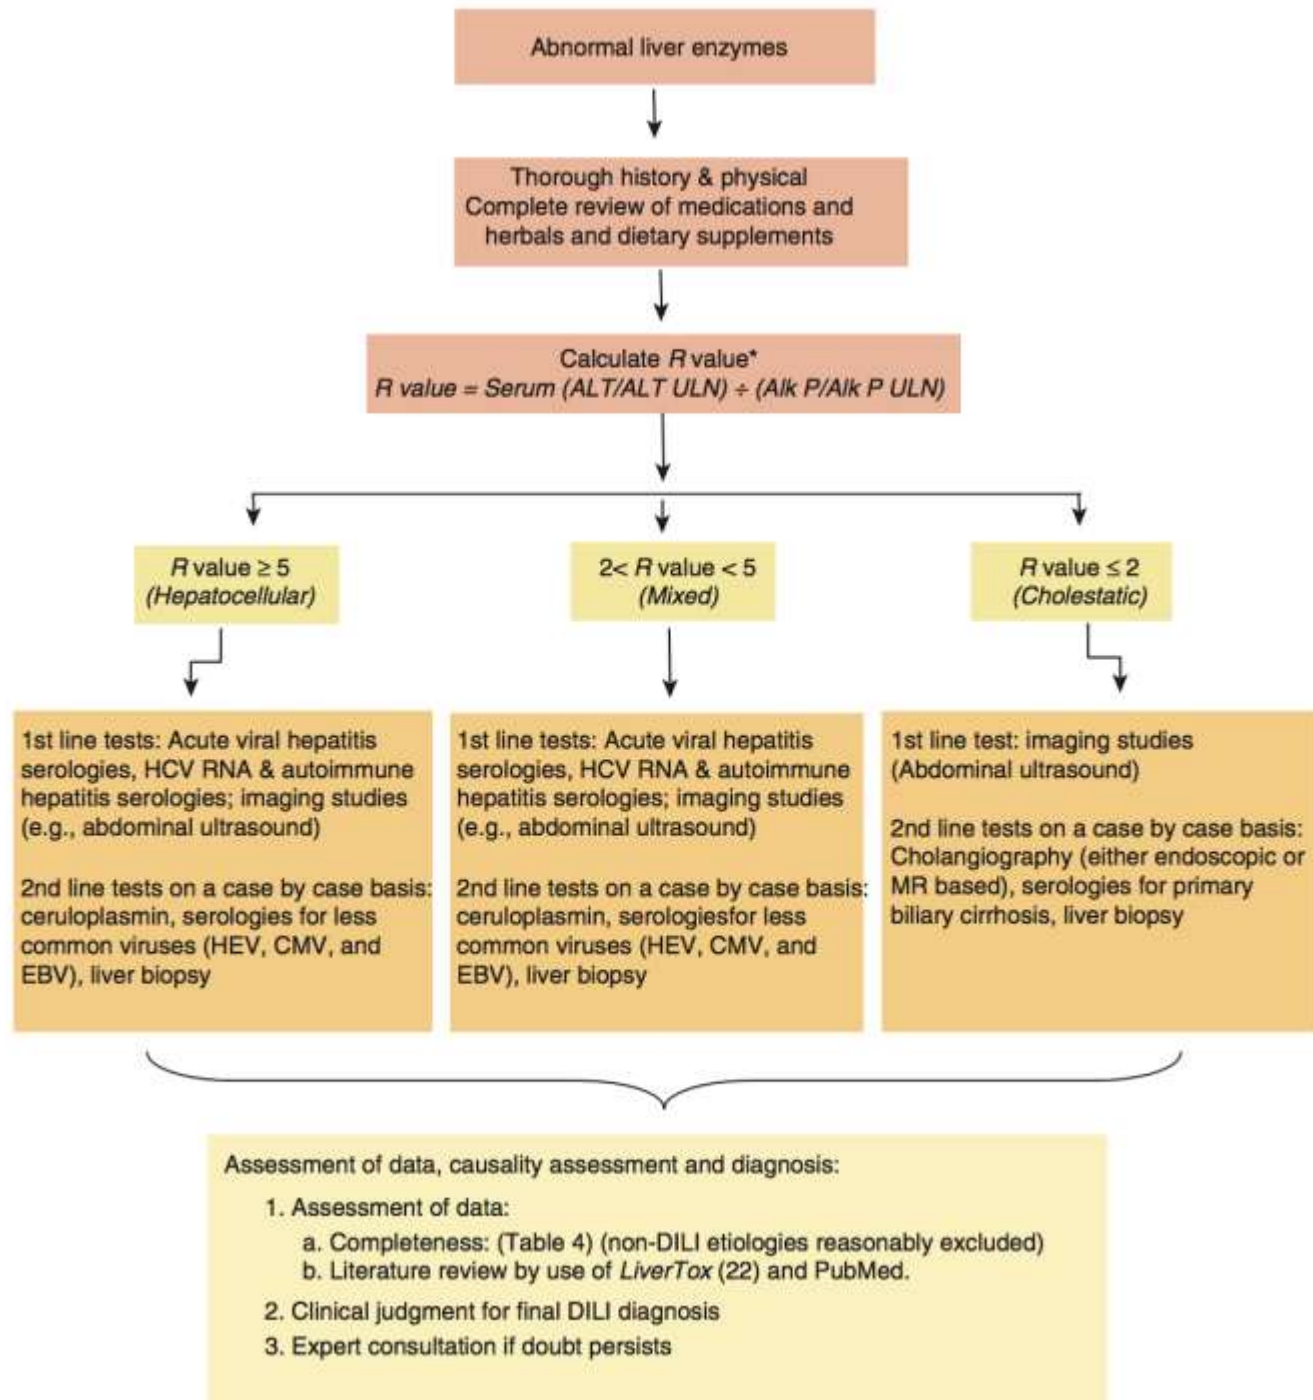 Abnormal liver enzymes
Thorough history & physical
Complete review of medications and
herbals and dietary supplements
Calculate R value*
R value = Serum (ALT/ALT ULN) ÷ (Alk P/Alk P ULN)
R value ≥ 5
(Hepatocellular)
2< R value < 5
(Mixed)
R value ≤ 2
(Cholestatic)
1st line tests: Acute viral hepatitis
serologies, HCV RNA & autoimmune
hepatitis serologies; imaging studies
(e.g., abdominal ultrasound)
2nd line tests on a case by case basis:
ceruloplasmin, serologies for less
common viruses (HEV, CMV, and
EBV), liver biopsy
1st line tests: Acute viral hepatitis
serologies, HCV RNA & autoimmune
hepatitis serologies; imaging studies
(e.g., abdominal ultrasound)
2nd line tests on a case by case basis:
ceruloplasmin, serologiesfor less
common viruses (HEV, CMV, and
EBV), liver biopsy
1st line test: imaging studies
(Abdominal ultrasound)
2nd line tests on a case by case basis:
Cholangiography (either endoscopic or
MR based), serologies for primary
biliary cirrhosis, liver biopsy
Assessment of data, causality assessment and diagnosis:
1. Assessment of data:
a. Completeness: (Table 4) (non-DILI etiologies reasonably excluded)
b. Literature review by use of LiverTox (22) and PubMed.
2. Clinical judgment for final DILI diagnosis
3. Expert consultation if doubt persists